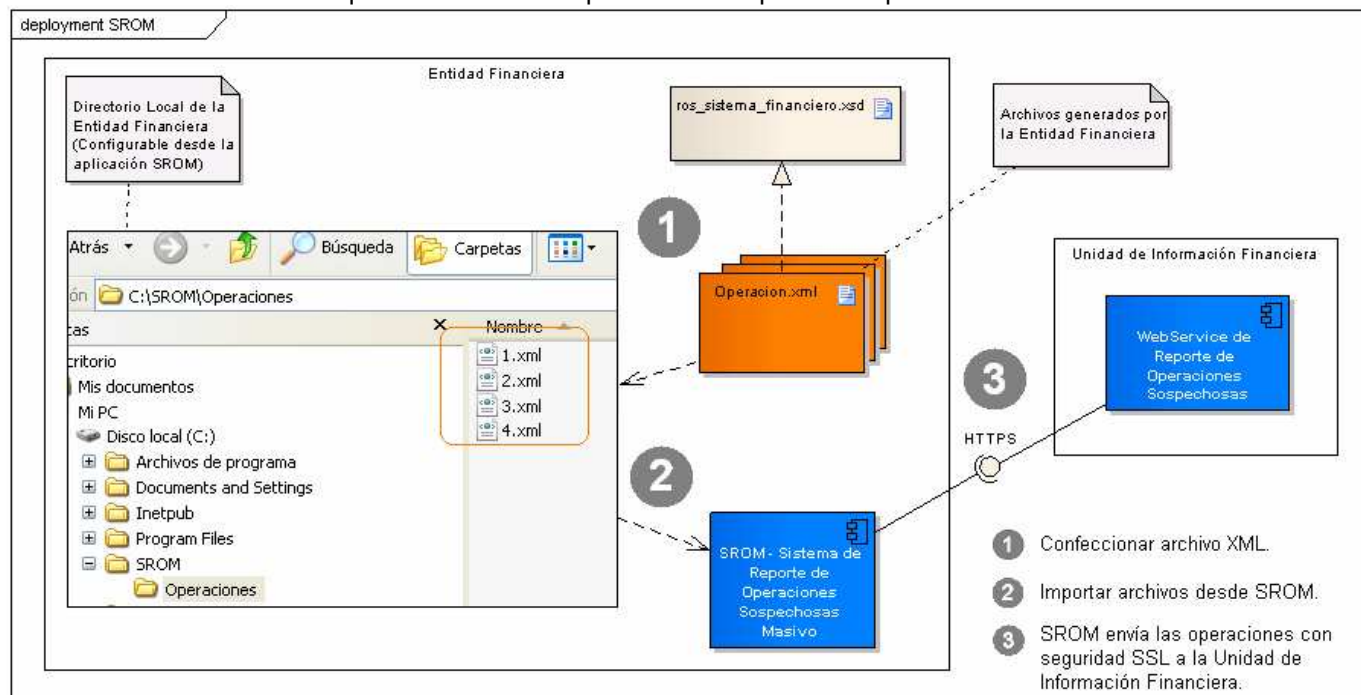 deployment SROM
Entidad Financiera
Directorio Local de la
Entidad Financiera
(Configurable desde la
aplicación SROM)
ros_sistema_financiero.xsd
Archivos generados por
la Entidad Financiera
1
Atrás
Búsqueda
Carpetas
ón
C:\SROM\Operaciones
Nombre
1.xml
2.xml
3.xml
4.xml
Mis documentos
Mi PC
Disco local (C:)
Archivos de programa
Documents and Settings
Inetpub
Program Files
SROM
Operaciones
Operacion.xml
Unidad de Información Financiera
WebService de
Reporte de
Operaciones
Sospechosas
3
HTTPS
2
SROM- Sistema de
Reporte de
Operaciones
Sospechosas
Masivo
1 Confeccionar archivo XML.
2 Importar archivos desde SROM.
3 SROM envía las operaciones con
seguridad SSL a la Unidad de
Información Financiera.